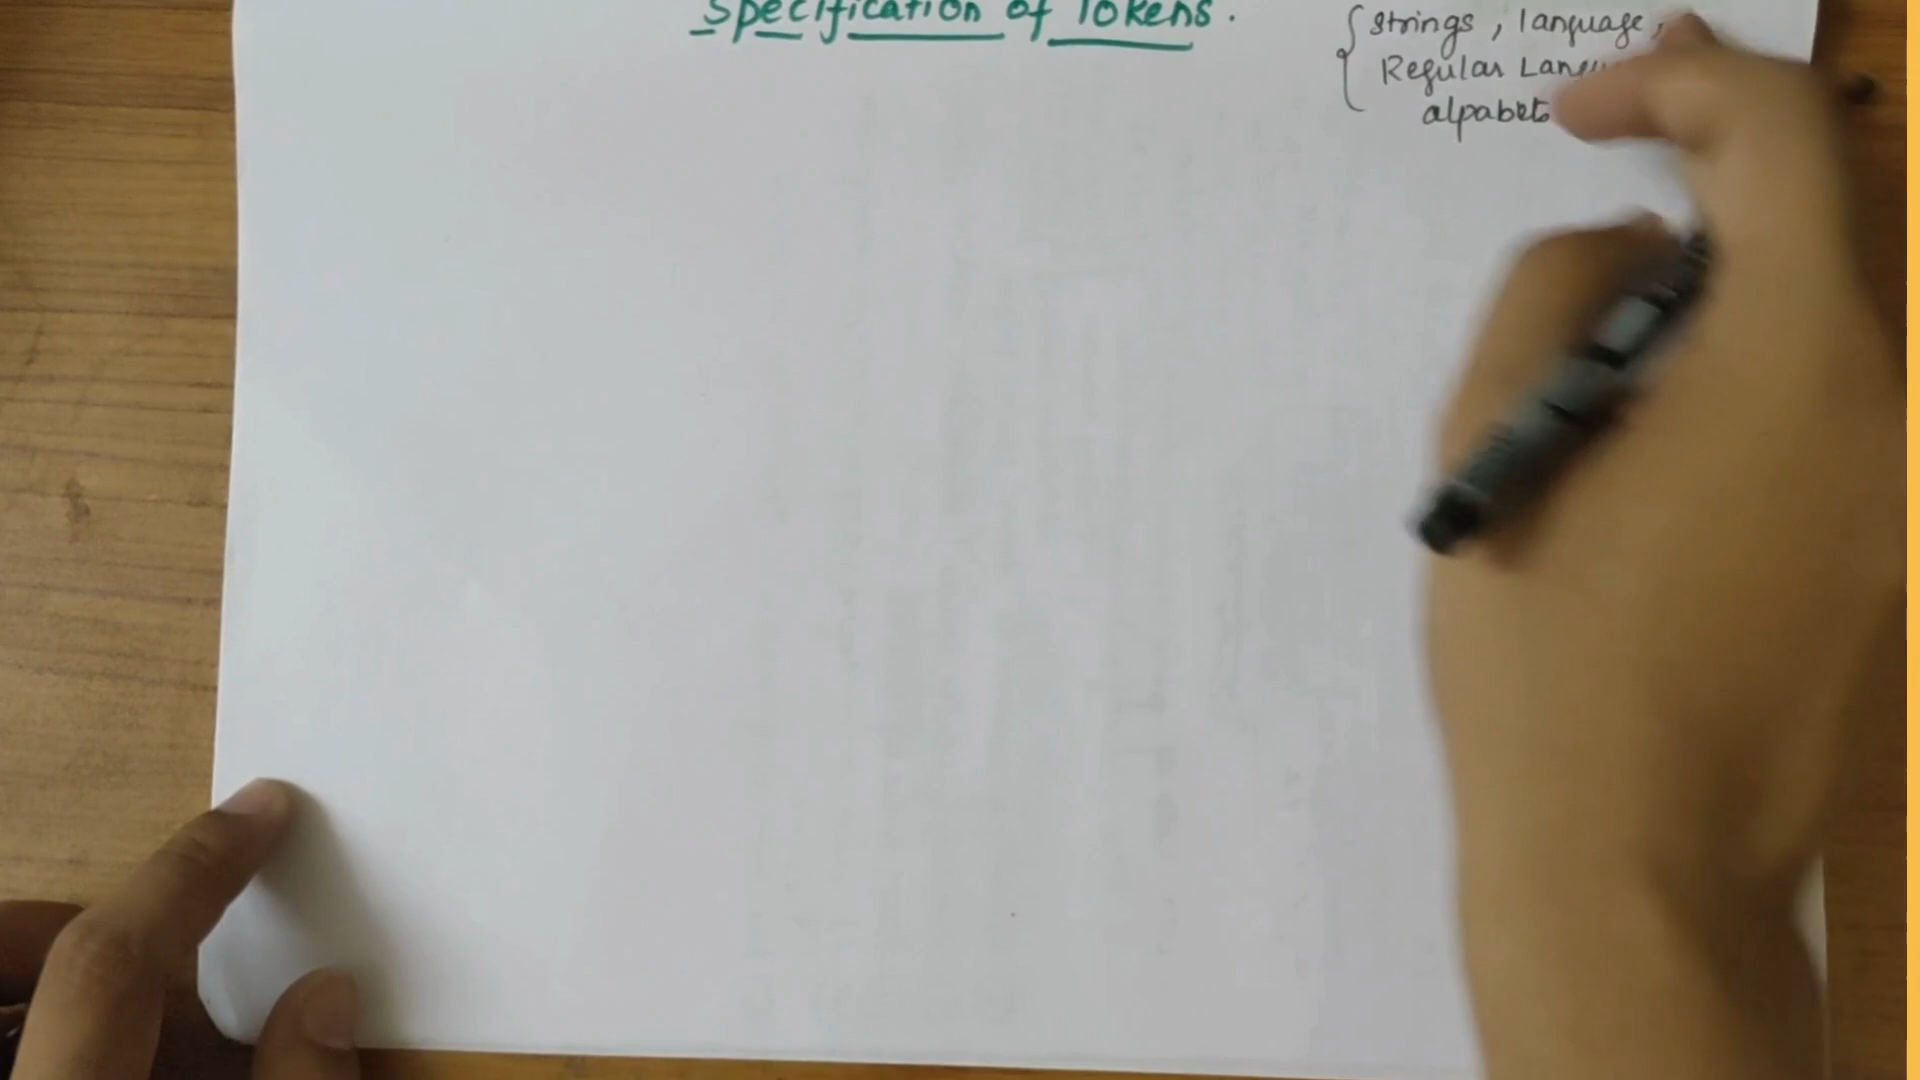 Specification of Tokens.
{ strings, language,
Regular
alpabets